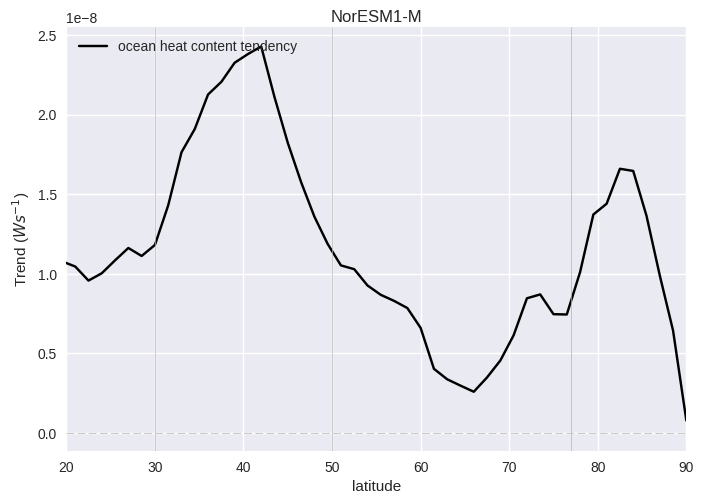 NorESM1-M
1e−8
ocean heat content tendency
2.5
2.0
1.5
1.0
0.5
0.0
Trend (Ws⁻¹)
20 30 40 50 60 70 80 90
latitude